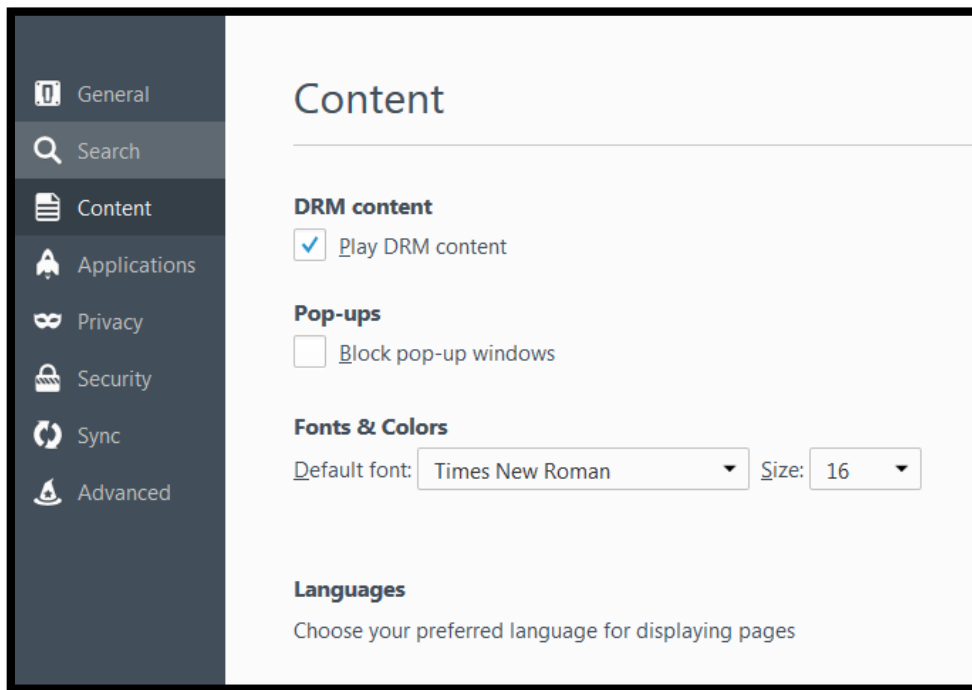 General
Search
Content
Applications
Privacy
Security
Sync
Advanced
Content
DRM content
Play DRM content
Pop-ups
Block pop-up windows
Fonts & Colors
Default font: Times New Roman Size: 16
Languages
Choose your preferred language for displaying pages